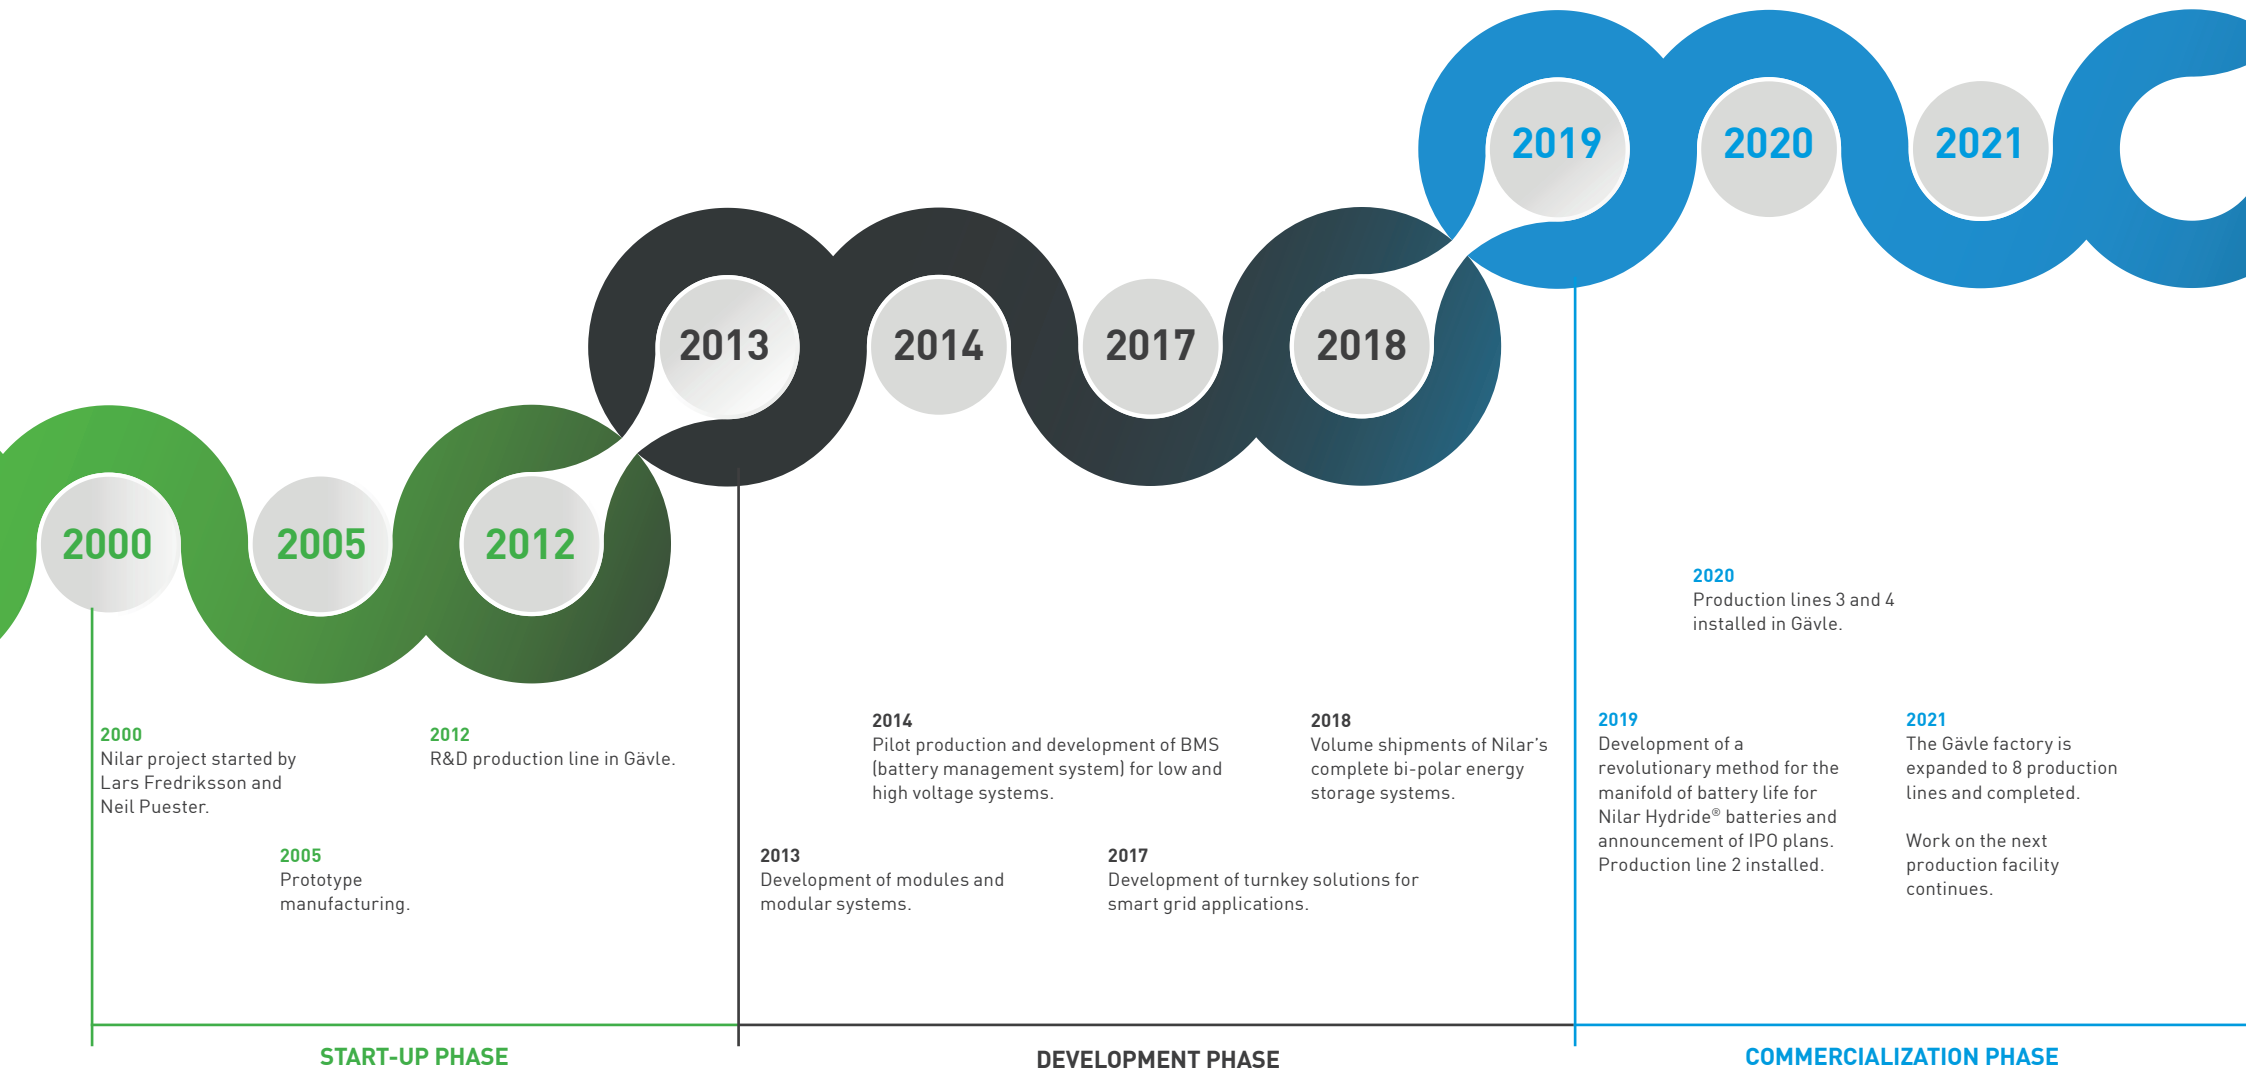 2019
2020
2021
2013
2014
2017
2018
2000
2005
2012
2000
Nilar project started by
Lars Fredriksson and
Neil Puester.
2005
Prototype
manufacturing.
2012
R&D production line in Gävle.
2013
Development of modules and
modular systems.
2014
Pilot production and development of BMS
(battery management system) for low and
high voltage systems.
2017
Development of turnkey solutions for
smart grid applications.
2018
Volume shipments of Nilar's
complete bi-polar energy
storage systems.
2019
Development of a
revolutionary method for the
manifold of battery life for
Nilar Hydride® batteries and
announcement of IPO plans.
Production line 2 installed.
2020
Production lines 3 and 4
installed in Gävle.
2021
The Gävle factory is
expanded to 8 production
lines and completed.
Work on the next
production facility
continues.
START-UP PHASE
DEVELOPMENT PHASE
COMMERCIALIZATION PHASE